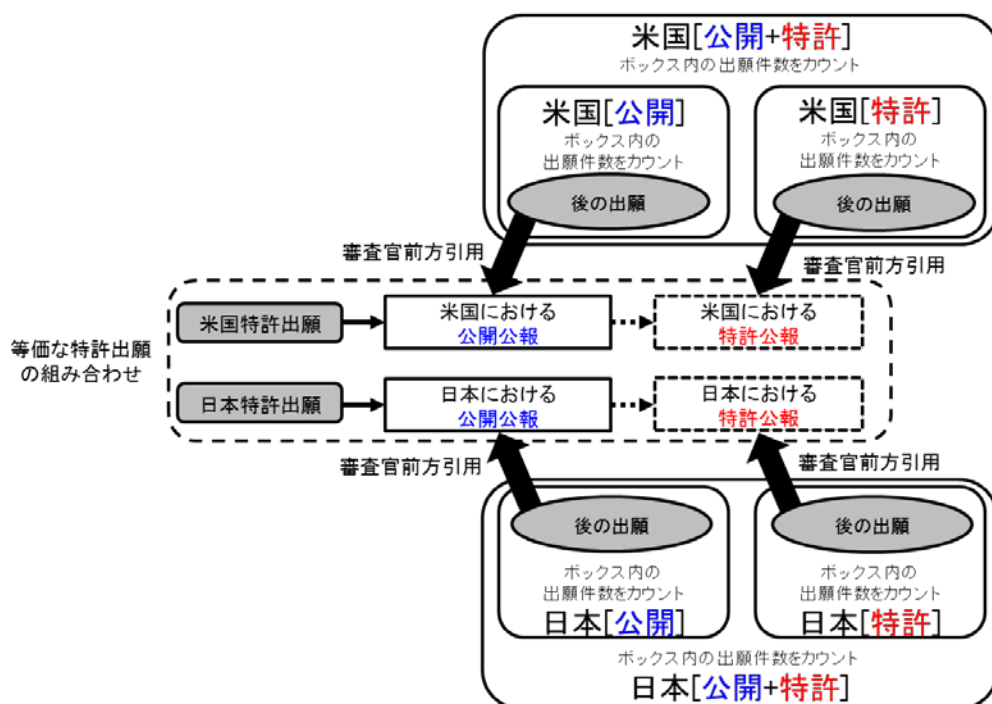 米国[公開+特許]
ボックス内の出願件数をカウント
米国[公開]
ボックス内の
出願件数をカウント
後の出願
米国[特許]
ボックス内の
出願件数をカウント
後の出願
審査官前方引用
審査官前方引用
等価な特許出願
の組み合わせ
米国特許出願
米国における
公開公報
米国における
特許公報
日本特許出願
日本における
公開公報
日本における
特許公報
審査官前方引用
審査官前方引用
後の出願
ボックス内の
出願件数をカウント
日本[公開]
後の出願
ボックス内の
出願件数をカウント
日本[特許]
ボックス内の出願件数をカウント
日本[公開+特許]